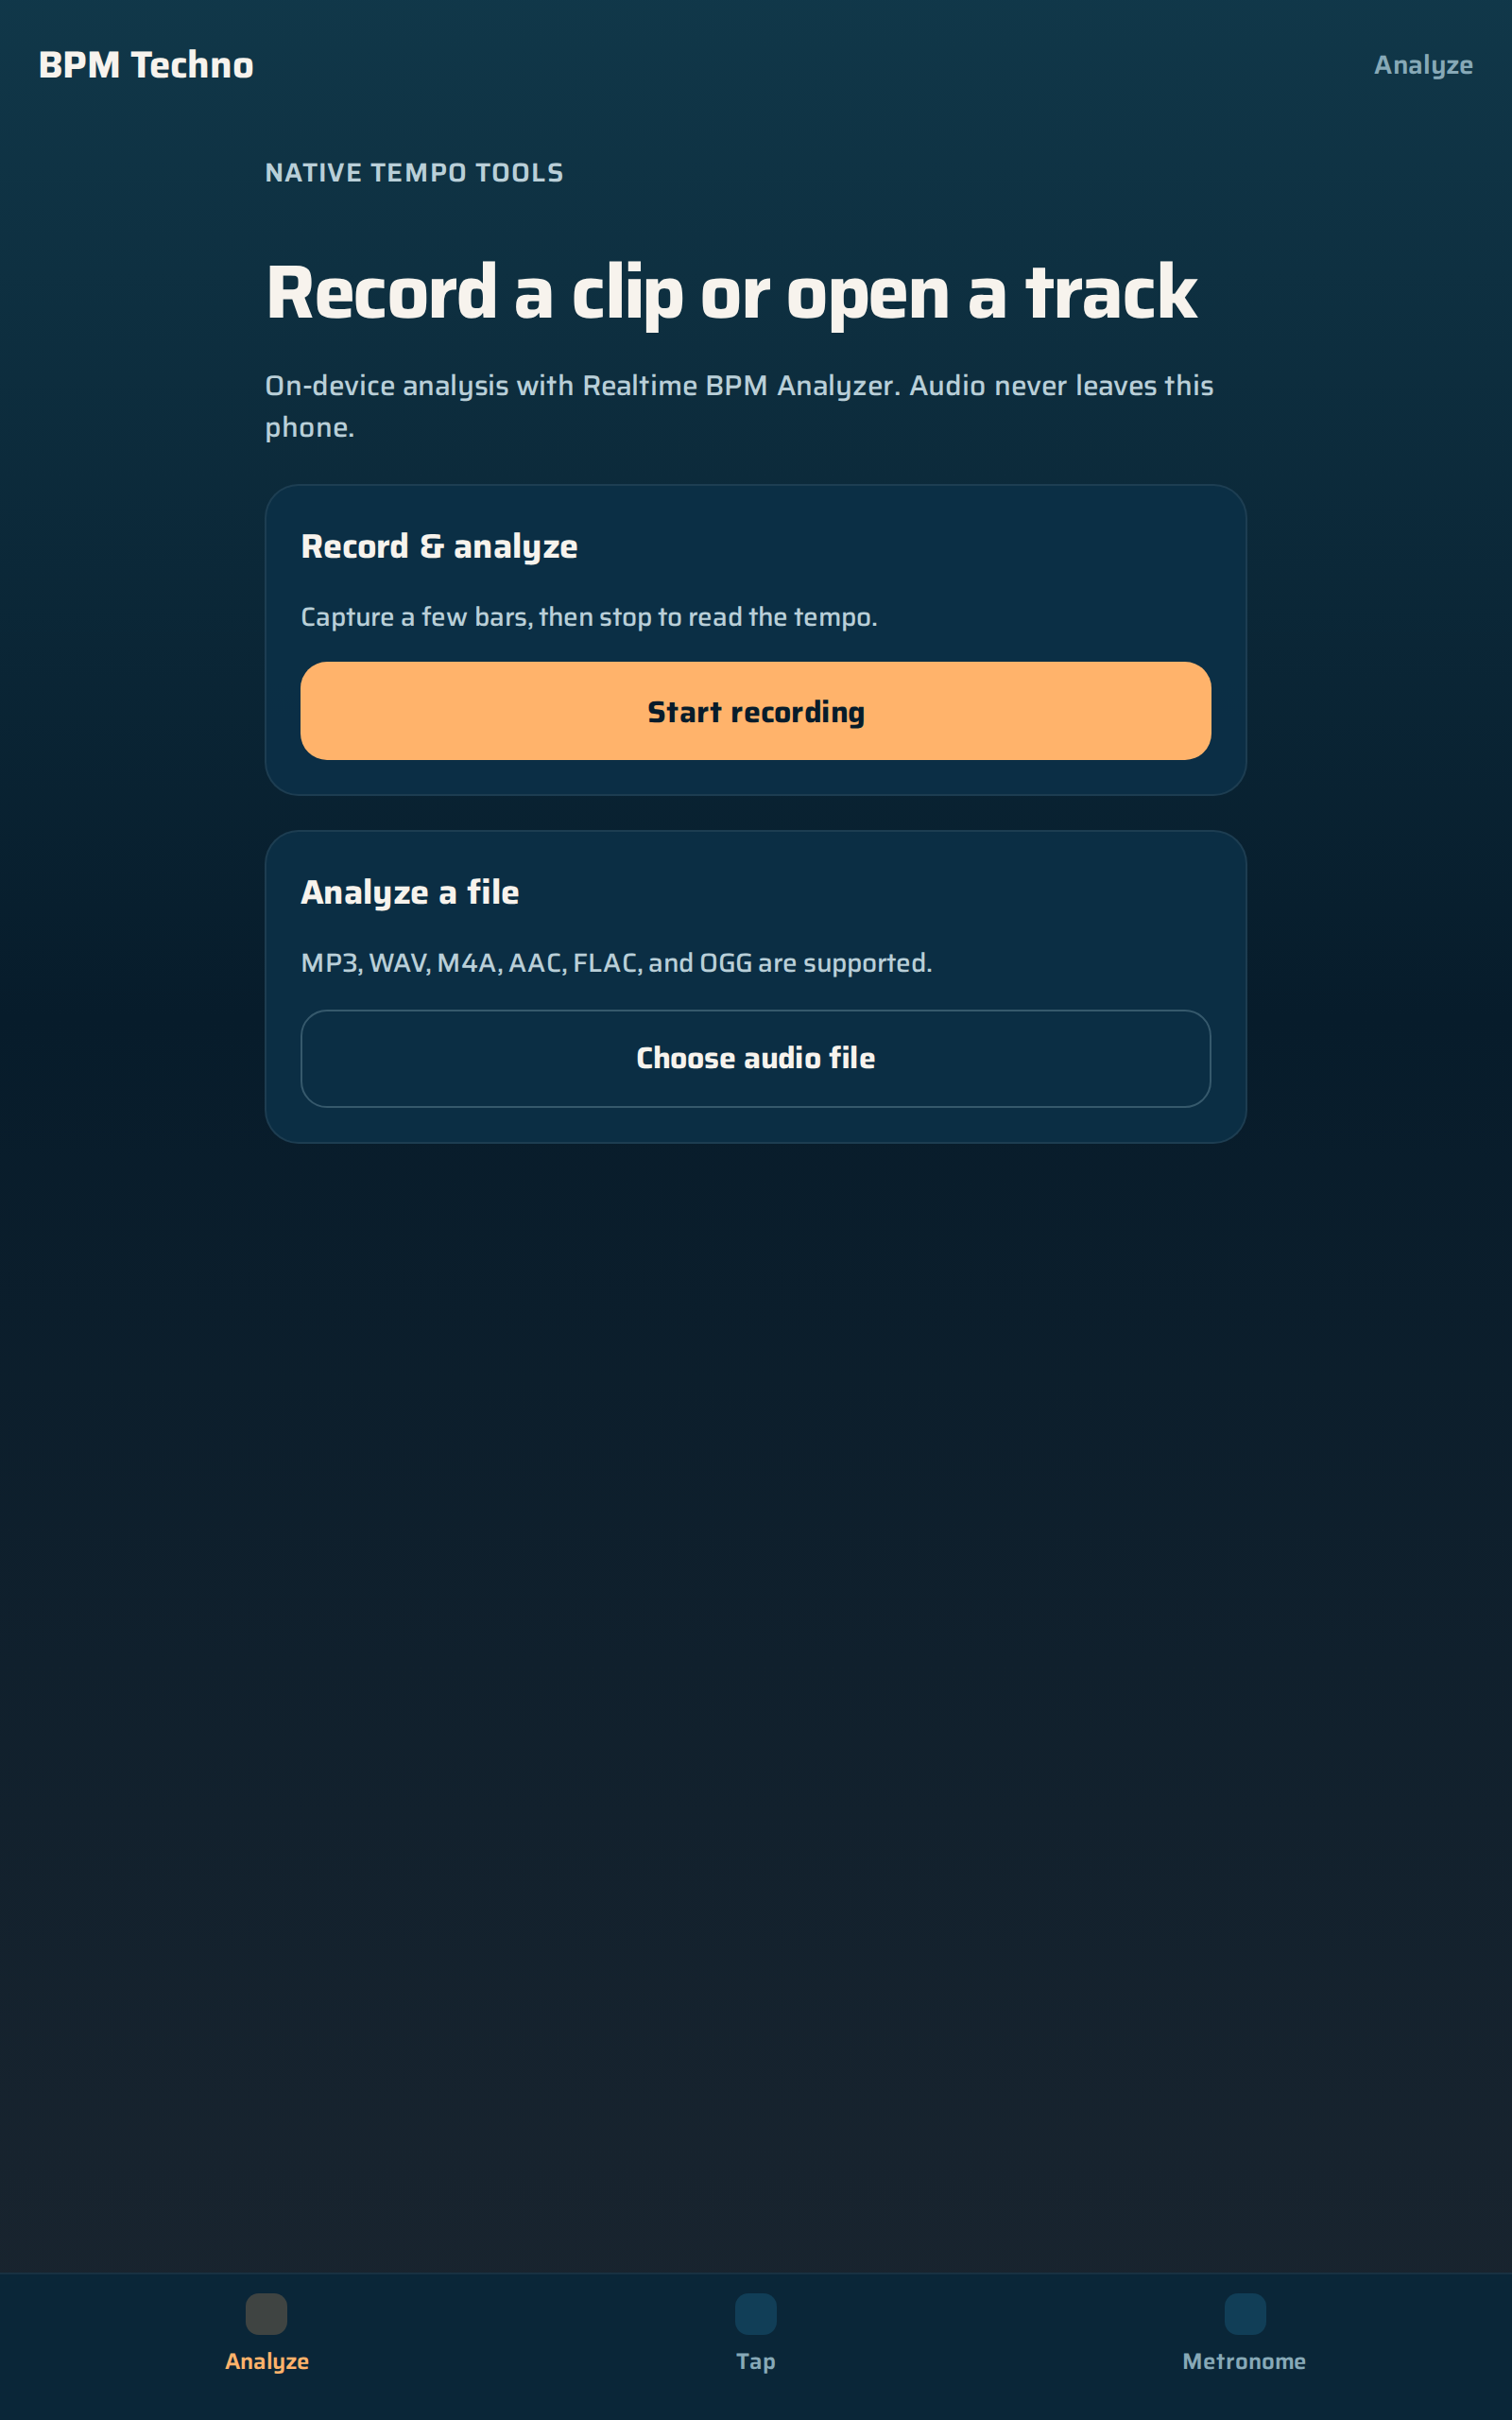 BPM Techno
Analyze
NATIVE TEMPO TOOLS
Record a clip or open a track
On-device analysis with Realtime BPM Analyzer. Audio never leaves this
phone.
Record & analyze
Capture a few bars, then stop to read the tempo.
Start recording
Analyze a file
MP3, WAV, M4A, AAC, FLAC, and OGG are supported.
Choose audio file
Analyze
Tap
Metronome